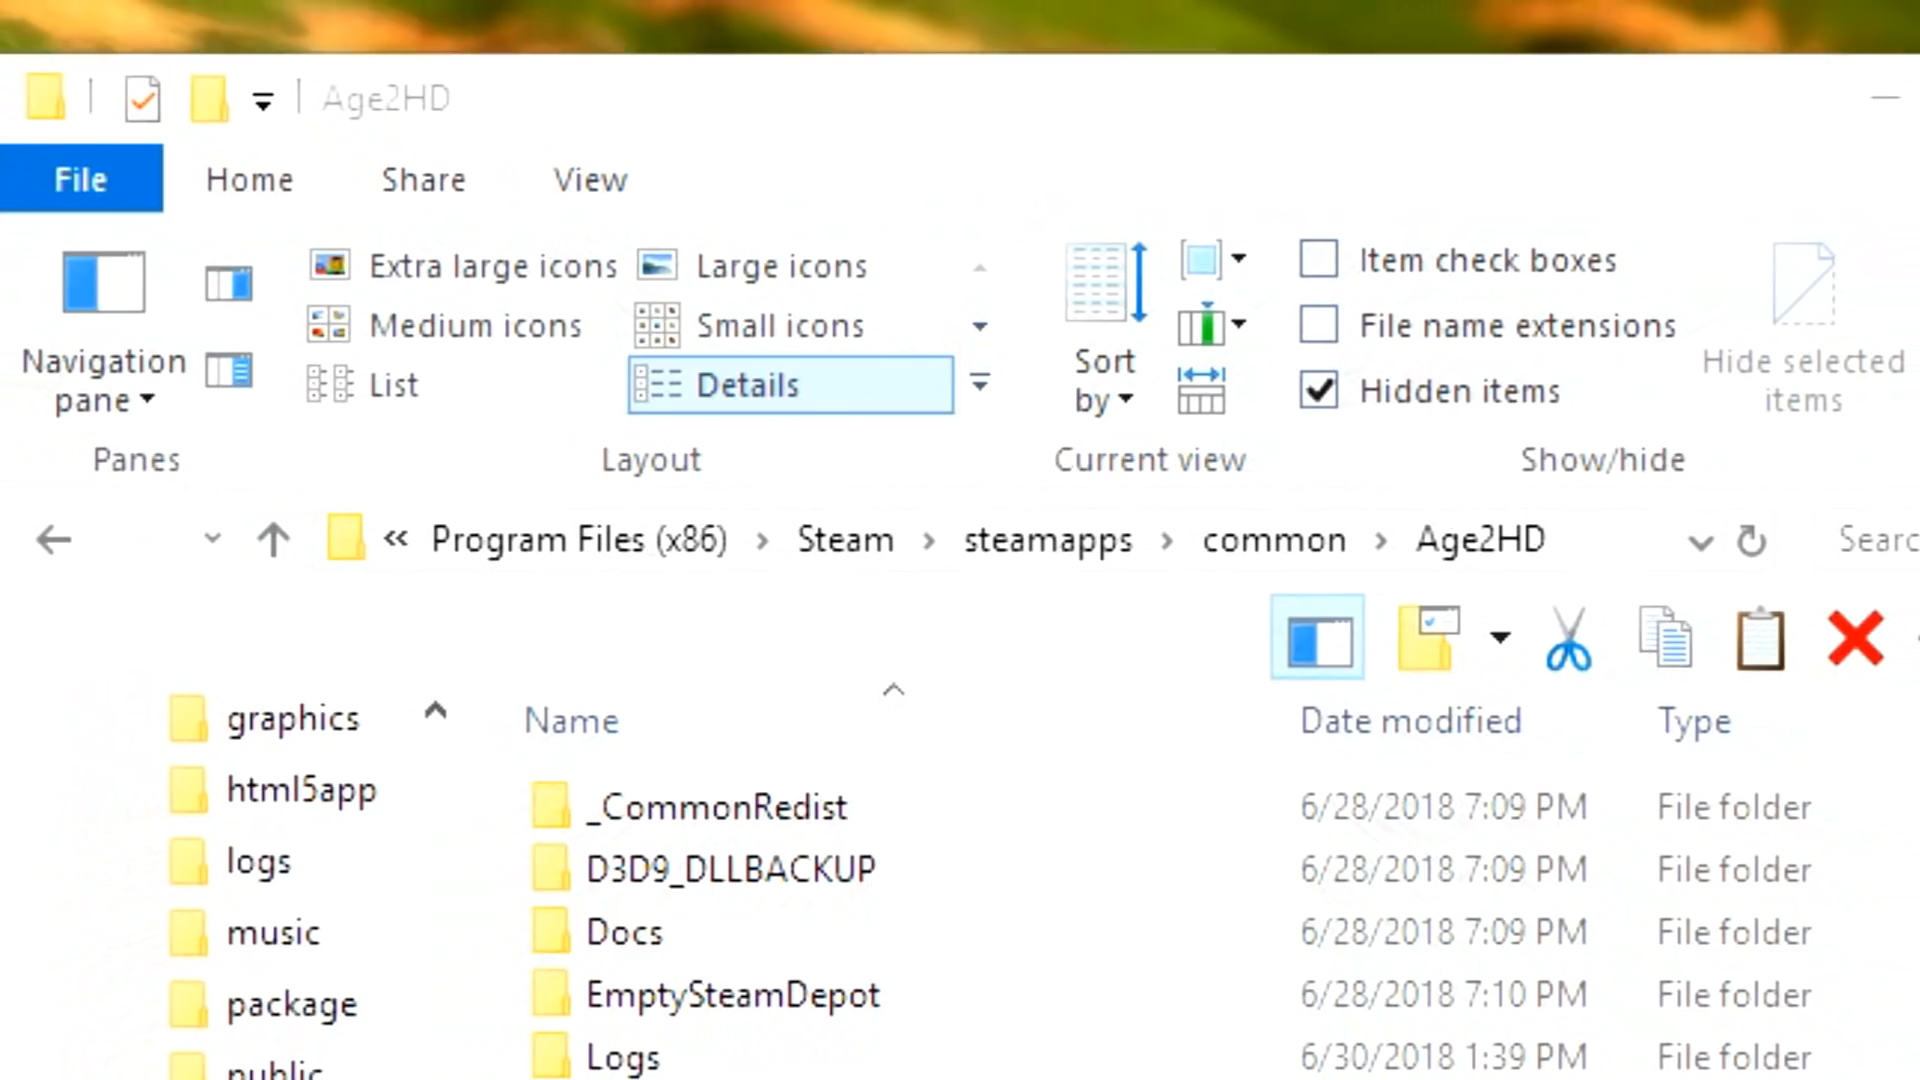 Age2HD
File Home Share View
Extra large icons Large icons
Medium icons Small icons
List Details
Navigation pane
Sort by
Item check boxes
File name extensions
Hidden items
Hide selected items
Panes Layout Current view Show/hide
« Program Files (x86) › Steam › steamapps › common › Age2HD
graphics
html5app
logs
music
package
Name Date modified Type
_CommonRedist 6/28/2018 7:09 PM File folder
D3D9_DLLBACKUP 6/28/2018 7:09 PM File folder
Docs 6/28/2018 7:09 PM File folder
EmptySteamDepot 6/28/2018 7:10 PM File folder
Logs 6/30/2018 1:39 PM File folder